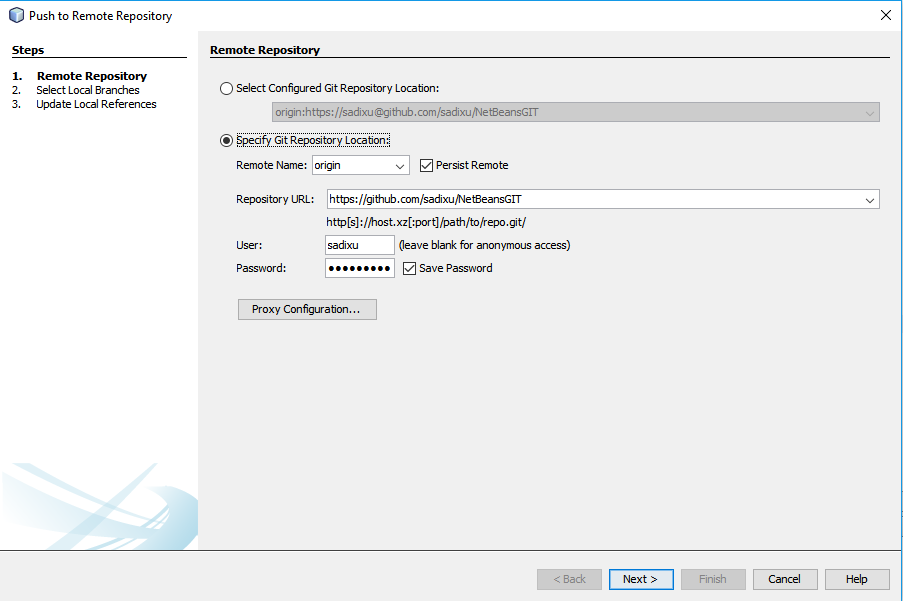 Push to Remote Repository
Steps
1. Remote Repository
2. Select Local Branches
3. Update Local References
Remote Repository
Select Configured Git Repository Location:
origin:https://sadixu@github.com/sadixu/NetBeansGIT
Specify Git Repository Location:
Remote Name: origin Persist Remote
Repository URL: https://github.com/sadixu/NetBeansGIT
http[s]://host.xz[:port]/path/to/repo.git/
User: sadixu (leave blank for anonymous access)
Password: ●●●●●●●●● Save Password
Proxy Configuration...
< Back Next > Finish Cancel Help